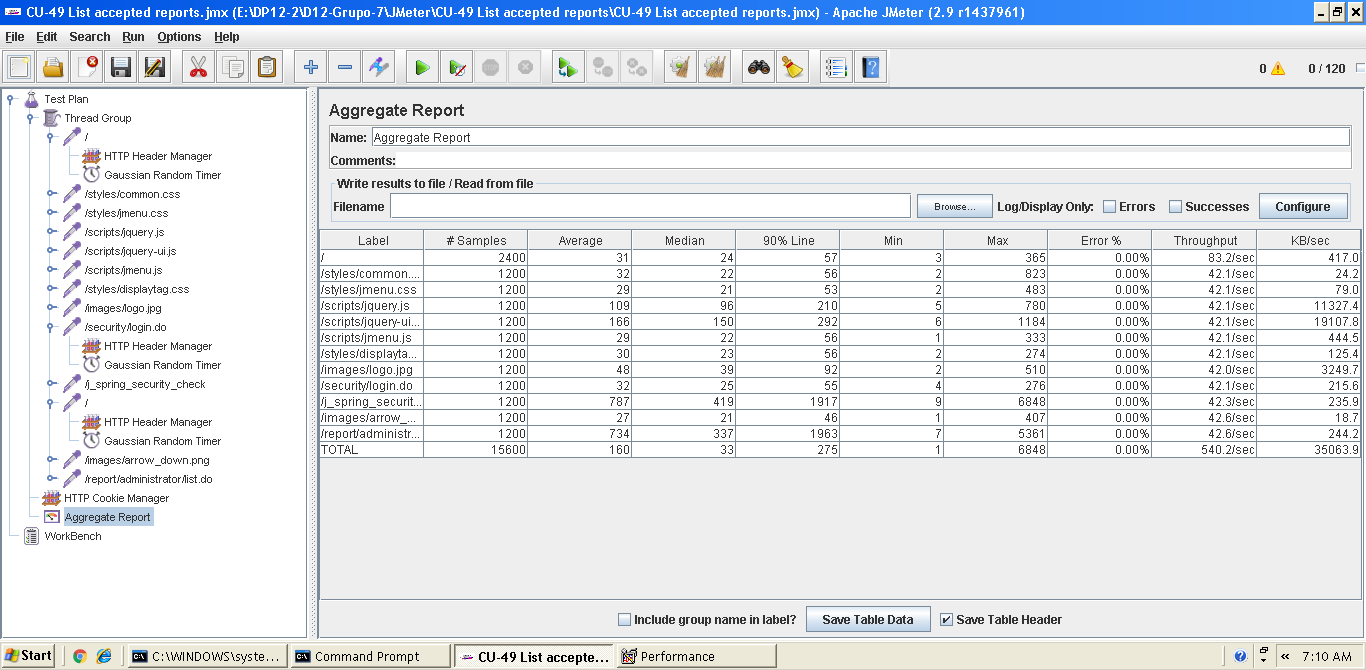 CU-49 List accepted reports.jmx (E:\DP12-2\D12-Grupo-7\JMeter\CU-49 List accepted reports\CU-49 List accepted reports.jmx) - Apache JMeter (2.9 r1437961)
File Edit Search Run Options Help
0 0 / 120
Test Plan
Thread Group
/
HTTP Header Manager
Gaussian Random Timer
/styles/common.css
/styles/jmenu.css
/scripts/jquery.js
/scripts/jquery-ui.js
/scripts/jmenu.js
/styles/displaytag.css
/images/logo.jpg
/security/login.do
HTTP Header Manager
Gaussian Random Timer
/j_spring_security_check
/
HTTP Header Manager
Gaussian Random Timer
/images/arrow_down.png
/report/administrator/list.do
HTTP Cookie Manager
Aggregate Report
WorkBench
Aggregate Report
Name: Aggregate Report
Comments:
Write results to file / Read from file
Filename Browse... Log/Display Only: Errors Successes Configure
Label # Samples Average Median 90% Line Min Max Error % Throughput KB/sec
/ 2400 31 24 57 3 365 0.00% 83.2/sec 417.0
/styles/common.... 1200 32 22 56 2 823 0.00% 42.1/sec 24.2
/styles/jmenu.css 1200 29 21 53 2 483 0.00% 42.1/sec 79.0
/scripts/jquery.js 1200 109 96 210 5 780 0.00% 42.1/sec 11327.4
/scripts/jquery-ui... 1200 166 150 292 6 1184 0.00% 42.1/sec 19107.8
/scripts/jmenu.js 1200 29 22 56 1 333 0.00% 42.1/sec 444.5
/styles/displayta... 1200 30 23 56 2 274 0.00% 42.1/sec 125.4
/images/logo.jpg 1200 48 39 92 2 510 0.00% 42.0/sec 3249.7
/security/login.do 1200 32 25 55 4 276 0.00% 42.1/sec 215.6
/j_spring_securit... 1200 787 419 1917 9 6848 0.00% 42.3/sec 235.9
/images/arrow_... 1200 27 21 46 1 407 0.00% 42.6/sec 18.7
/report/administr... 1200 734 337 1963 7 5361 0.00% 42.6/sec 244.2
TOTAL 15600 160 33 275 1 6848 0.00% 540.2/sec 35063.9
Include group name in label? Save Table Data Save Table Header
Start C:\WINDOWS\syste... Command Prompt CU-49 List accepte... Performance 7:10 AM